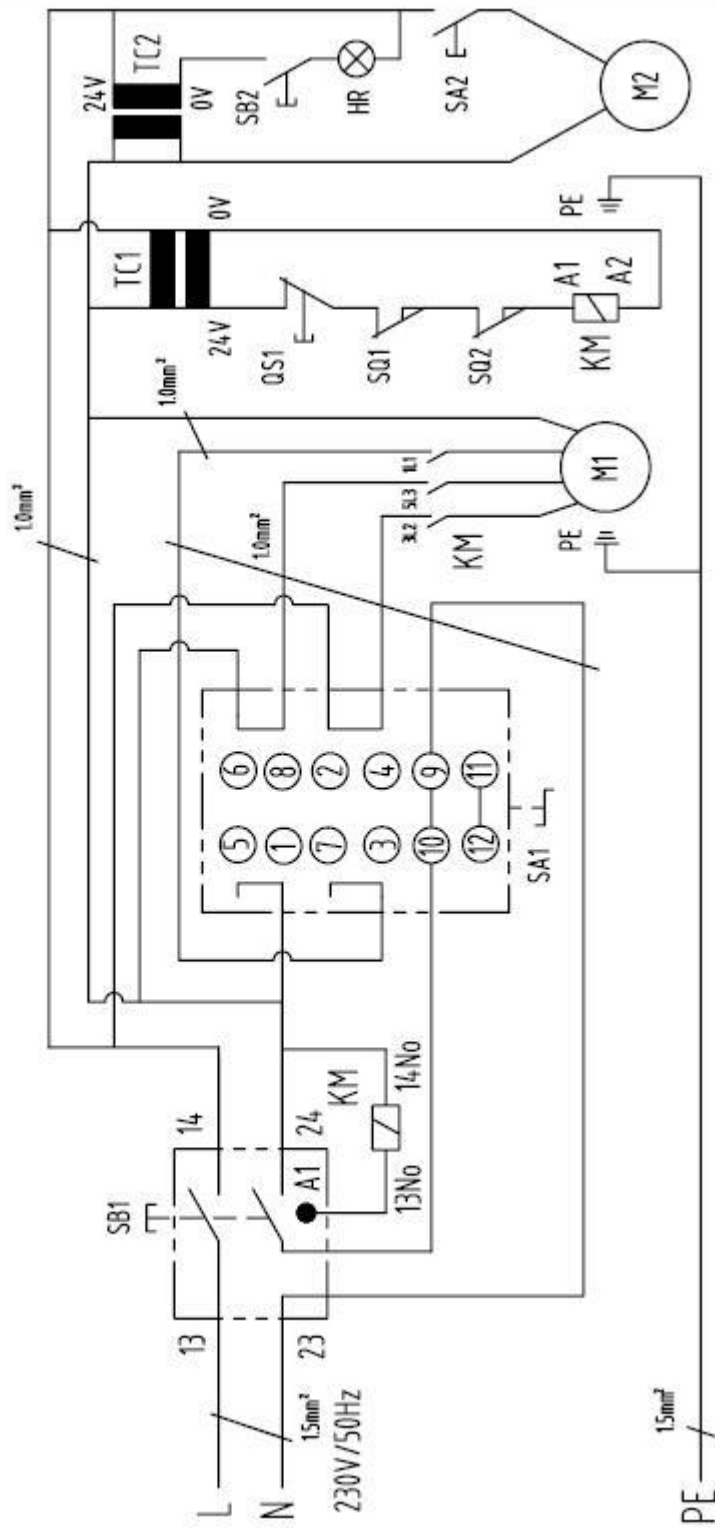 L
N
230V/50Hz
1.5mm²
13
23
SB1
14
24
A1
KM
13No
14No
5
6
1
8
7
2
3
4
10
9
12
11
SA1
1.0mm²
1.0mm²
1.0mm²
3L2
5L3
1L1
KM
PE
M1
TC1
24V
0V
QS1
SQ1
SQ2
KM
A1
A2
PE
24V
TC2
0V
SB2
HR
SA2
M2
PE
1.5mm²